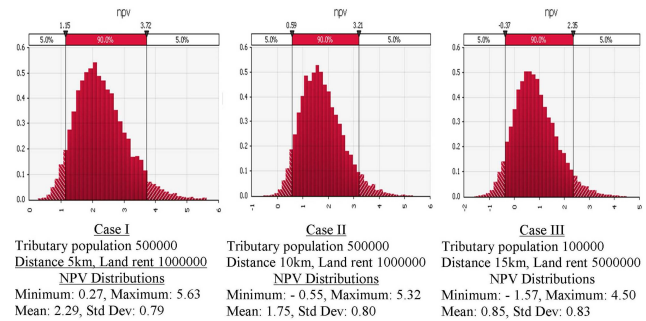 npv
1.15 3.72
5.0% 90.0% 5.0%
0.6
0.5
0.4
0.3
0.2
0.1
0.0
0 1 2 3 4 5 6
Case I
Tributary population 500000
Distance 5km, Land rent 1000000
NPV Distributions
Minimum: 0.27, Maximum: 5.63
Mean: 2.29, Std Dev: 0.79
npv
0.59 3.21
5.0% 90.0% 5.0%
0.6
0.5
0.4
0.3
0.2
0.1
0.0
-1 0 1 2 3 4 5 6
Case II
Tributary population 500000
Distance 10km, Land rent 1000000
NPV Distributions
Minimum: - 0.55, Maximum: 5.32
Mean: 1.75, Std Dev: 0.80
npv
-0.37 2.35
5.0% 90.0% 5.0%
0.6
0.5
0.4
0.3
0.2
0.1
0.0
-2 -1 0 1 2 3 4 5
Case III
Tributary population 100000
Distance 15km, Land rent 5000000
NPV Distributions
Minimum: - 1.57, Maximum: 4.50
Mean: 0.85, Std Dev: 0.83